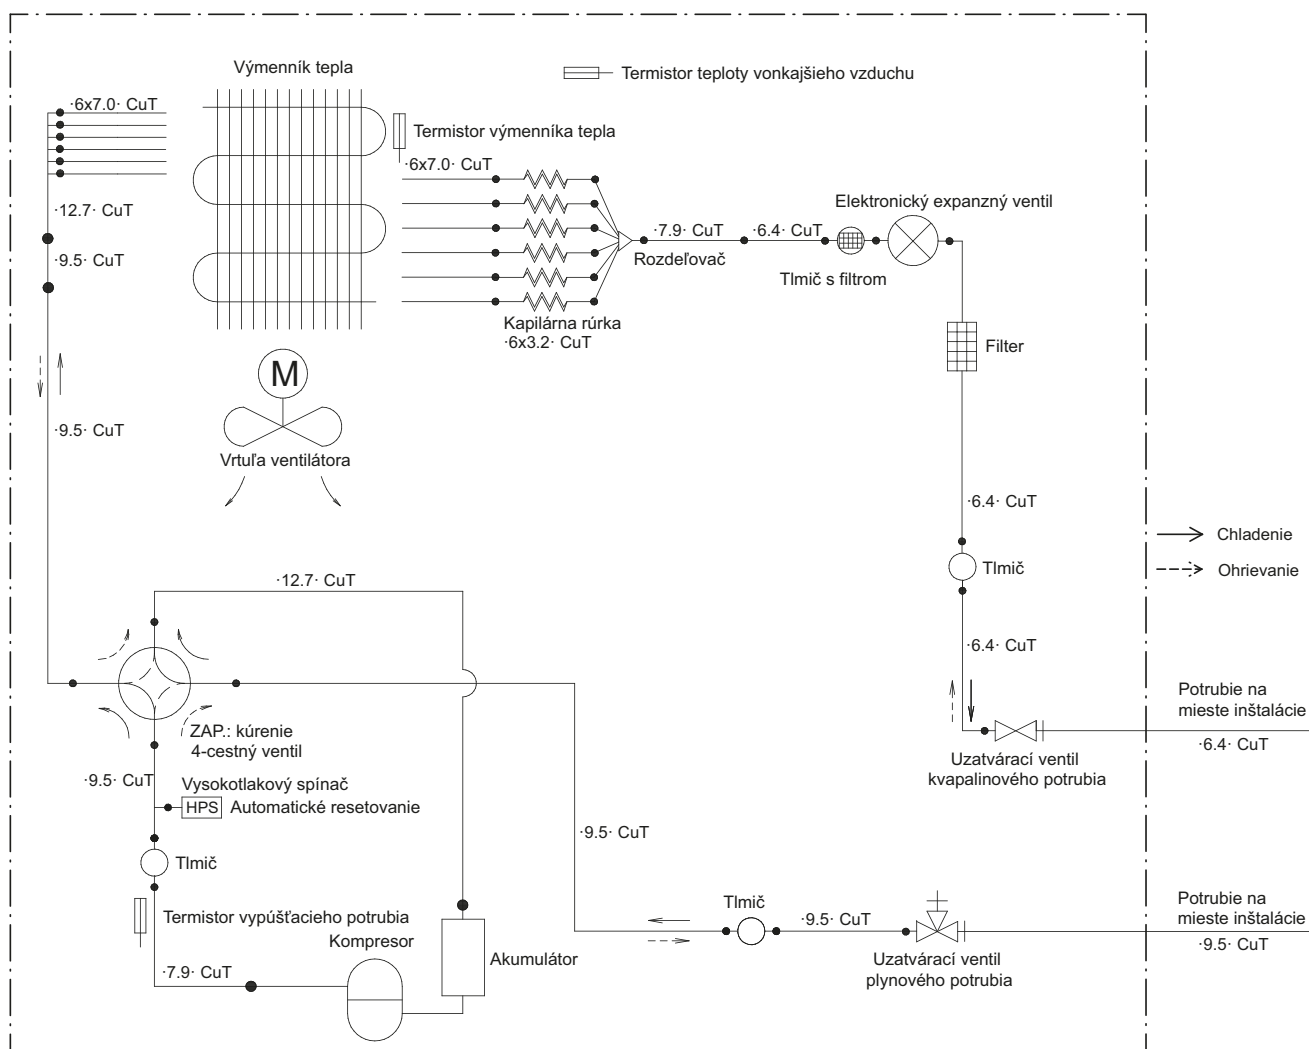 Výmenník tepla
Termistor teploty vonkajšieho vzduchu
·6x7.0· CuT
Termistor výmenníka tepla
·6x7.0· CuT
·12.7· CuT
·9.5· CuT
Elektronický expanzný ventil
·7.9· CuT
·6.4· CuT
Rozdeľovač
Tlmič s filtrom
Kapilárna rúrka
·6x3.2· CuT
Filter
M
·9.5· CuT
Vrtuľa ventilátora
·6.4· CuT
Chladenie
Tlmič
Ohrievanie
·12.7· CuT
·6.4· CuT
Potrubie na
mieste inštalácie
·6.4· CuT
ZAP.: kúrenie
4-cestný ventil
Uzatvárací ventil
kvapalinového potrubia
·9.5· CuT
Vysokotlakový spínač
HPS Automatické resetovanie
·9.5· CuT
Tlmič
Termistor vypúšťacieho potrubia
Kompresor
Tlmič
·9.5· CuT
Potrubie na
mieste inštalácie
·9.5· CuT
Akumulátor
Uzatvárací ventil
plynového potrubia
·7.9· CuT